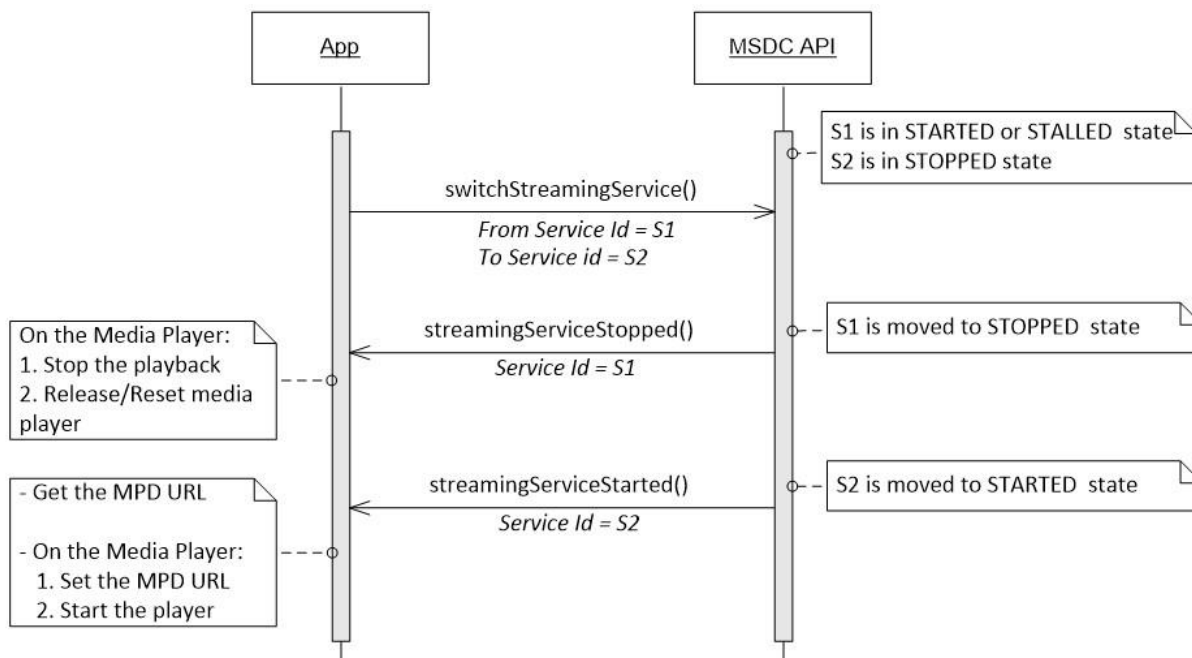 App
MSDC API
S1 is in STARTED or STALLED state
S2 is in STOPPED state
switchStreamingService()
From Service Id = S1
To Service id = S2
On the Media Player:
1. Stop the playback
2. Release/Reset media
player
streamingServiceStopped()
Service Id = S1
S1 is moved to STOPPED state
- Get the MPD URL
- On the Media Player:
1. Set the MPD URL
2. Start the player
streamingServiceStarted()
Service Id = S2
S2 is moved to STARTED state